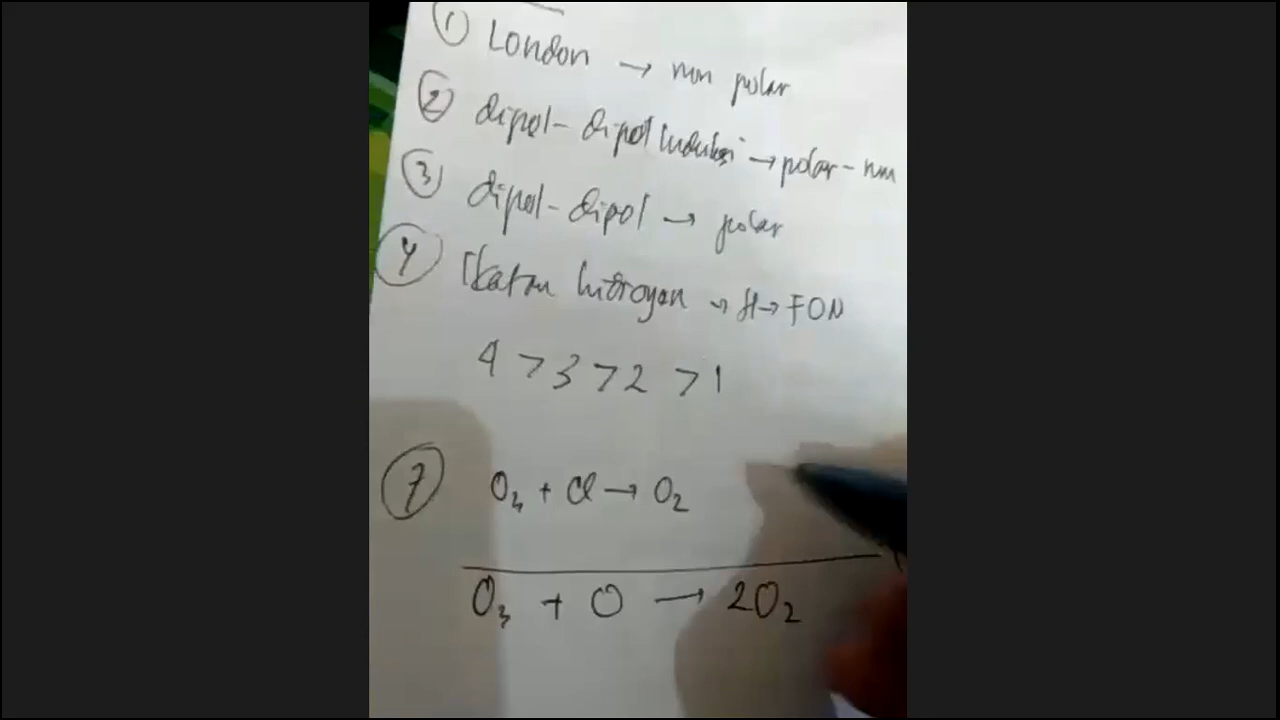 ① London → non polar
② dipol - dipol Induksi → polar - non
③ dipol - dipol → polar
④ Ikatan hidrogen → H → FON
4 > 3 > 2 > 1
⑦ O₃ + Cl → O₂
O₃ + O → 2O₂